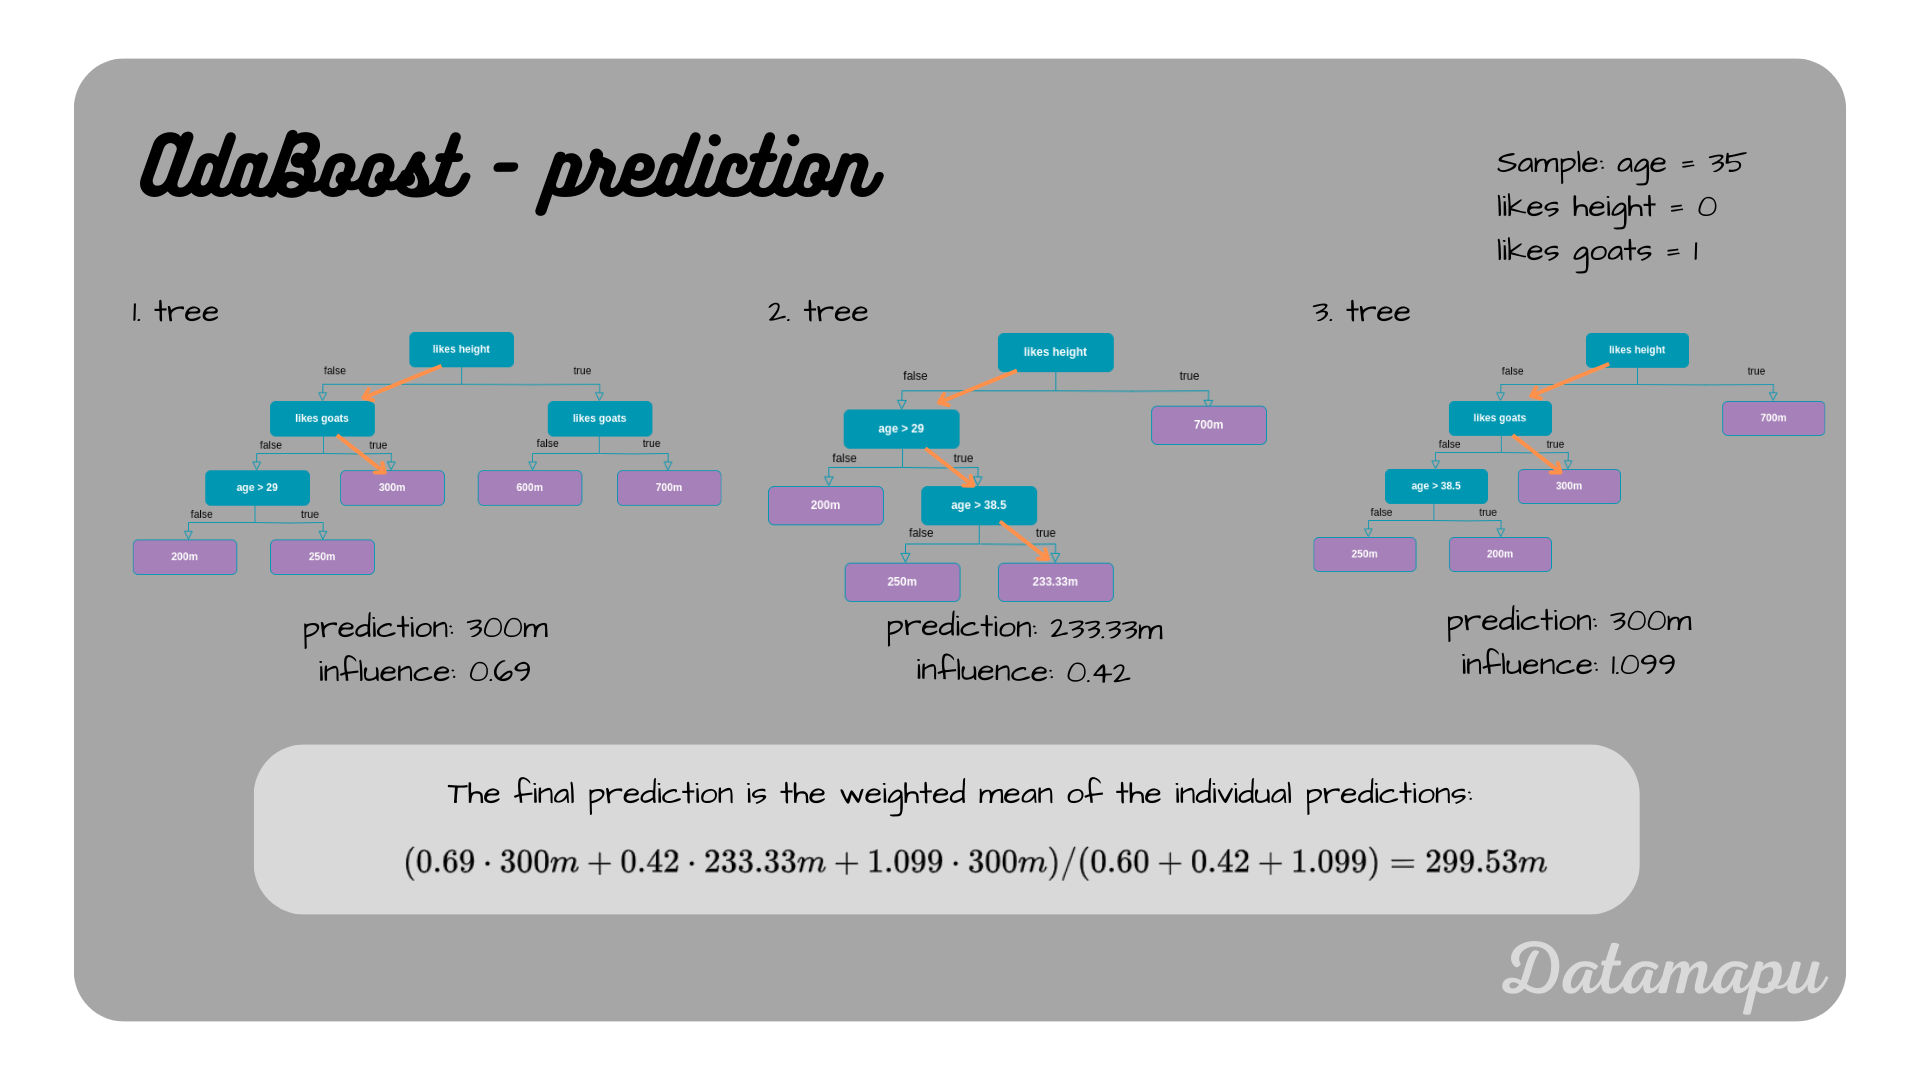 AdaBoost - prediction
Sample: age = 35
likes height = 0
likes goats = 1
1. tree
likes height
false
true
likes goats
likes goats
false
true
false
true
age > 29
300m
600m
700m
false
true
200m
250m
prediction: 300m
influence: 0.69
2. tree
likes height
false
true
age > 29
700m
false
true
200m
age > 38.5
false
true
250m
233.33m
prediction: 233.33m
influence: 0.42
3. tree
likes height
false
true
likes goats
700m
false
true
age > 38.5
300m
false
true
250m
200m
prediction: 300m
influence: 1.099
The final prediction is the weighted mean of the individual predictions:
(0.69 · 300m + 0.42 · 233.33m + 1.099 · 300m)/(0.60 + 0.42 + 1.099) = 299.53m
Datamapu